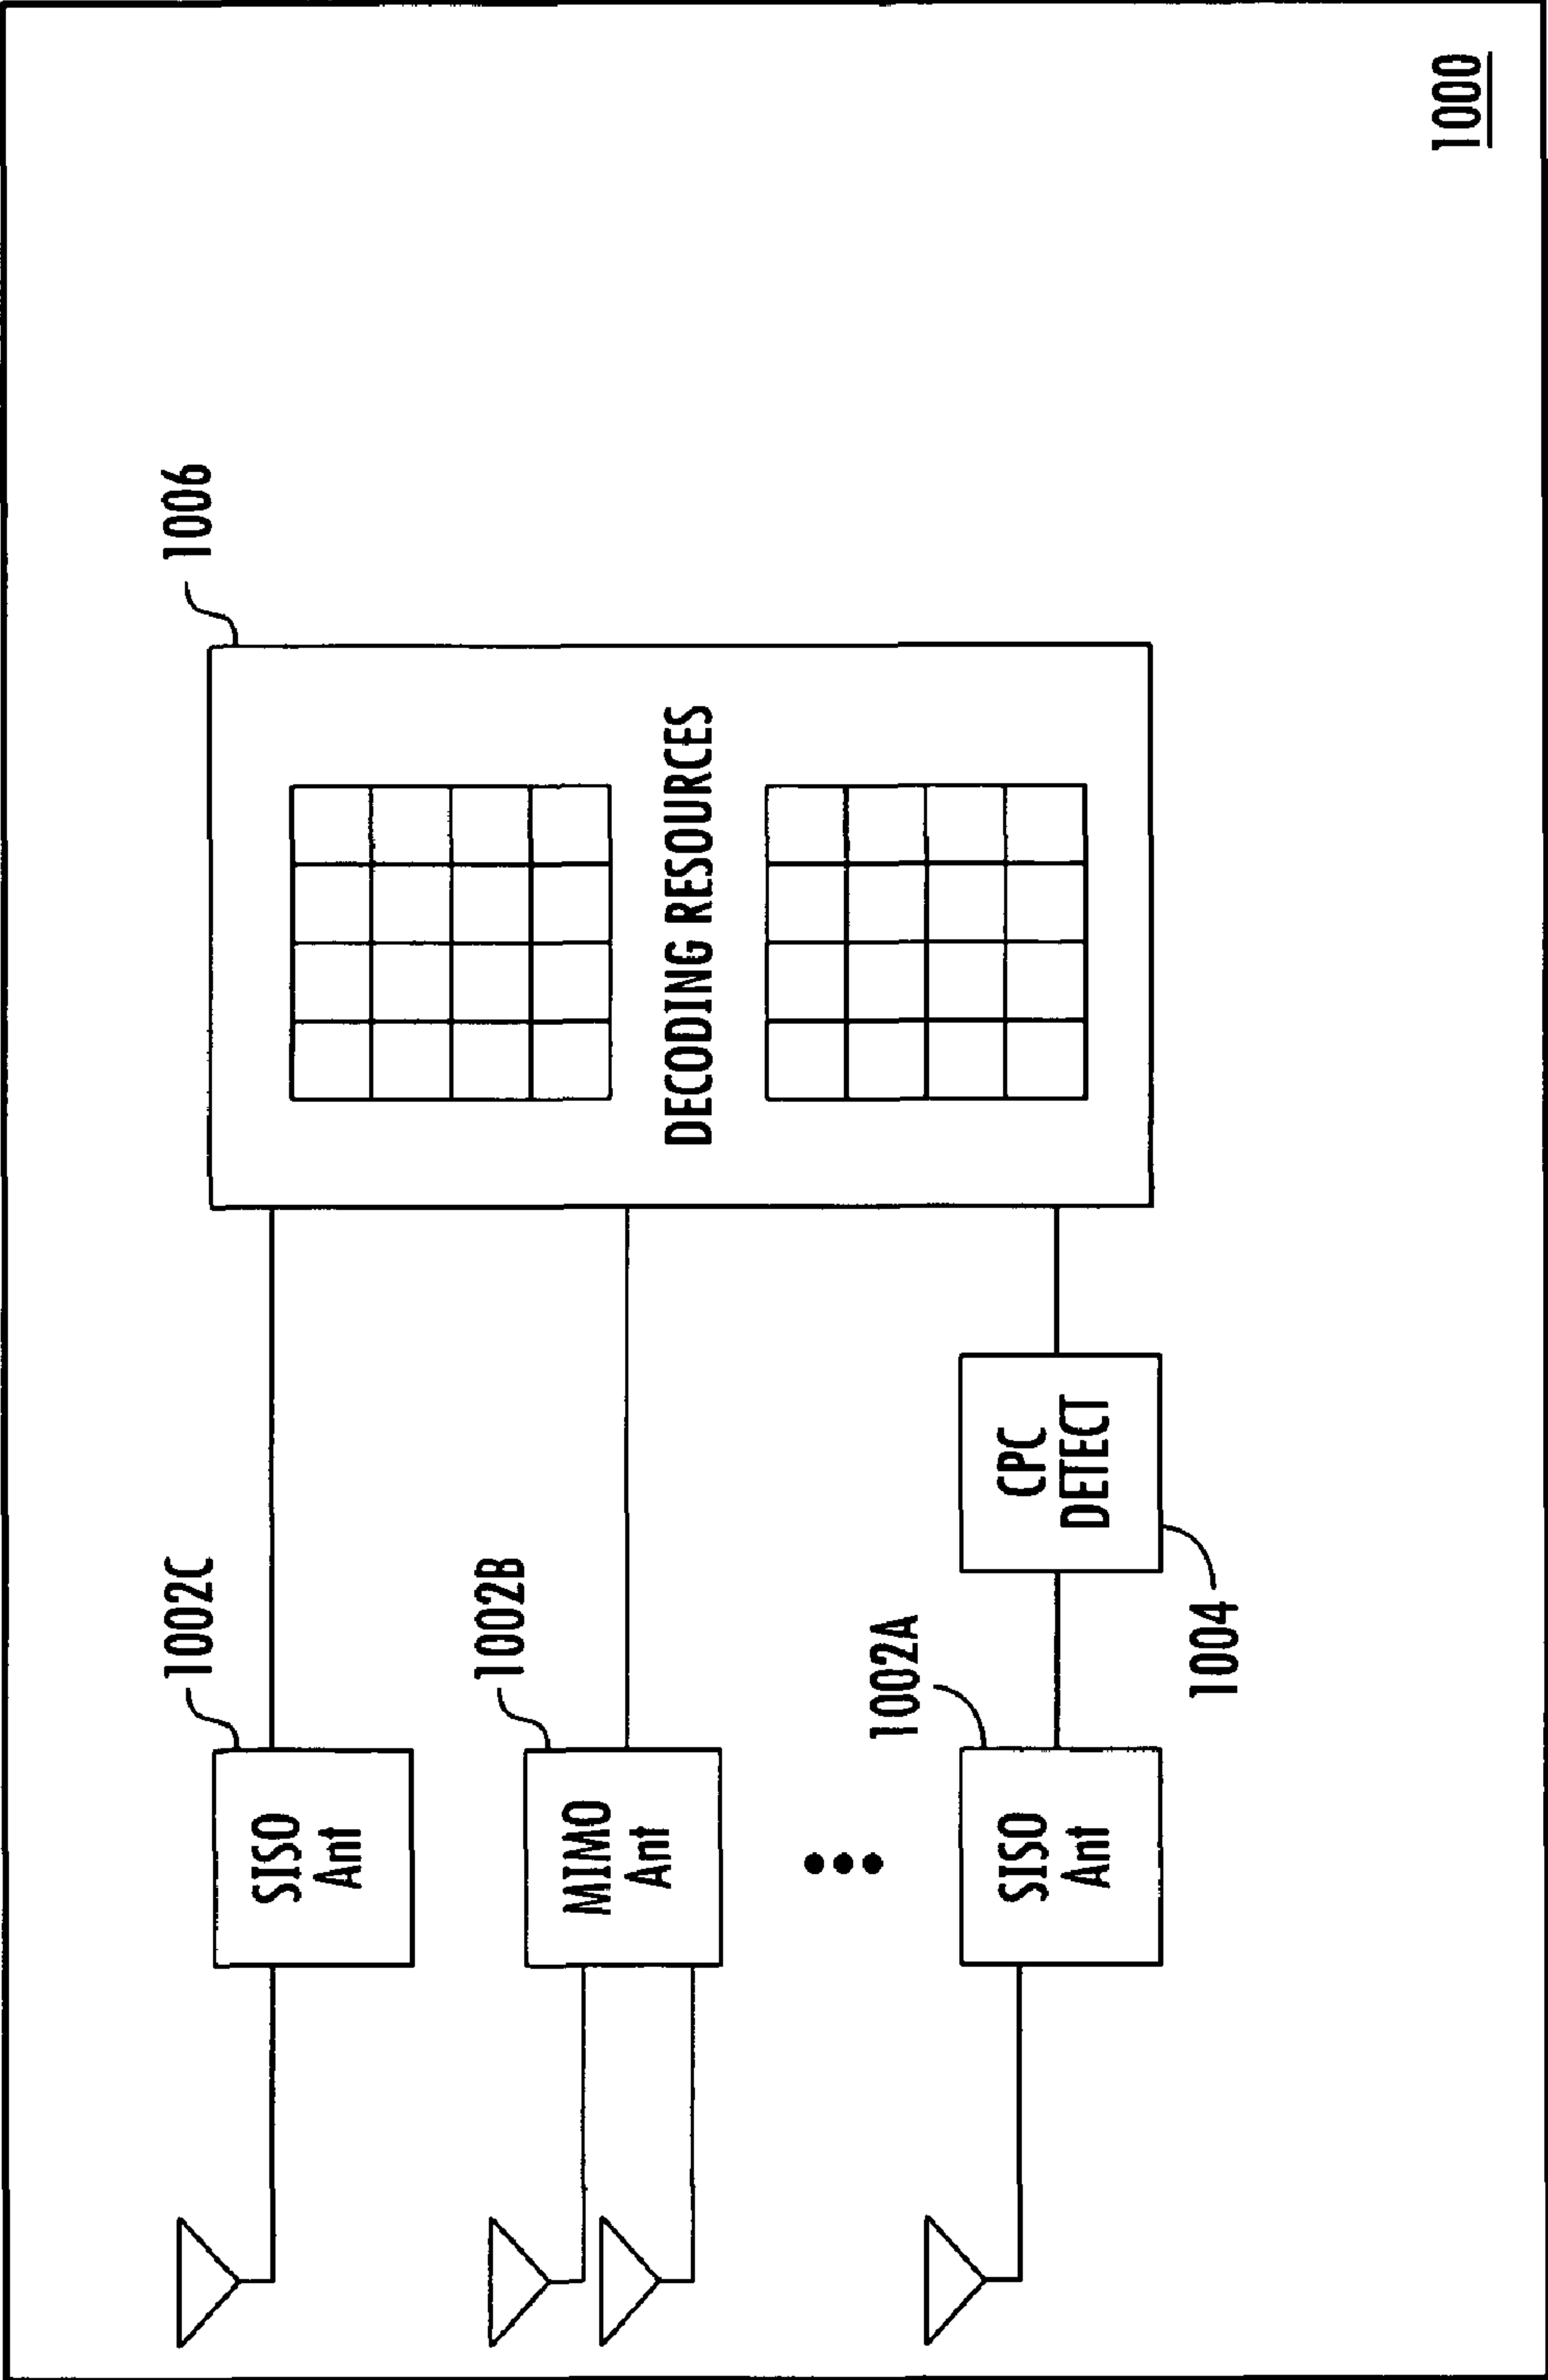 1002C
SISO
Ant
1002B
MIMO
Ant
1002A
SISO
Ant
CPC
DETECT
1004
1006
DECODING RESOURCES
1000